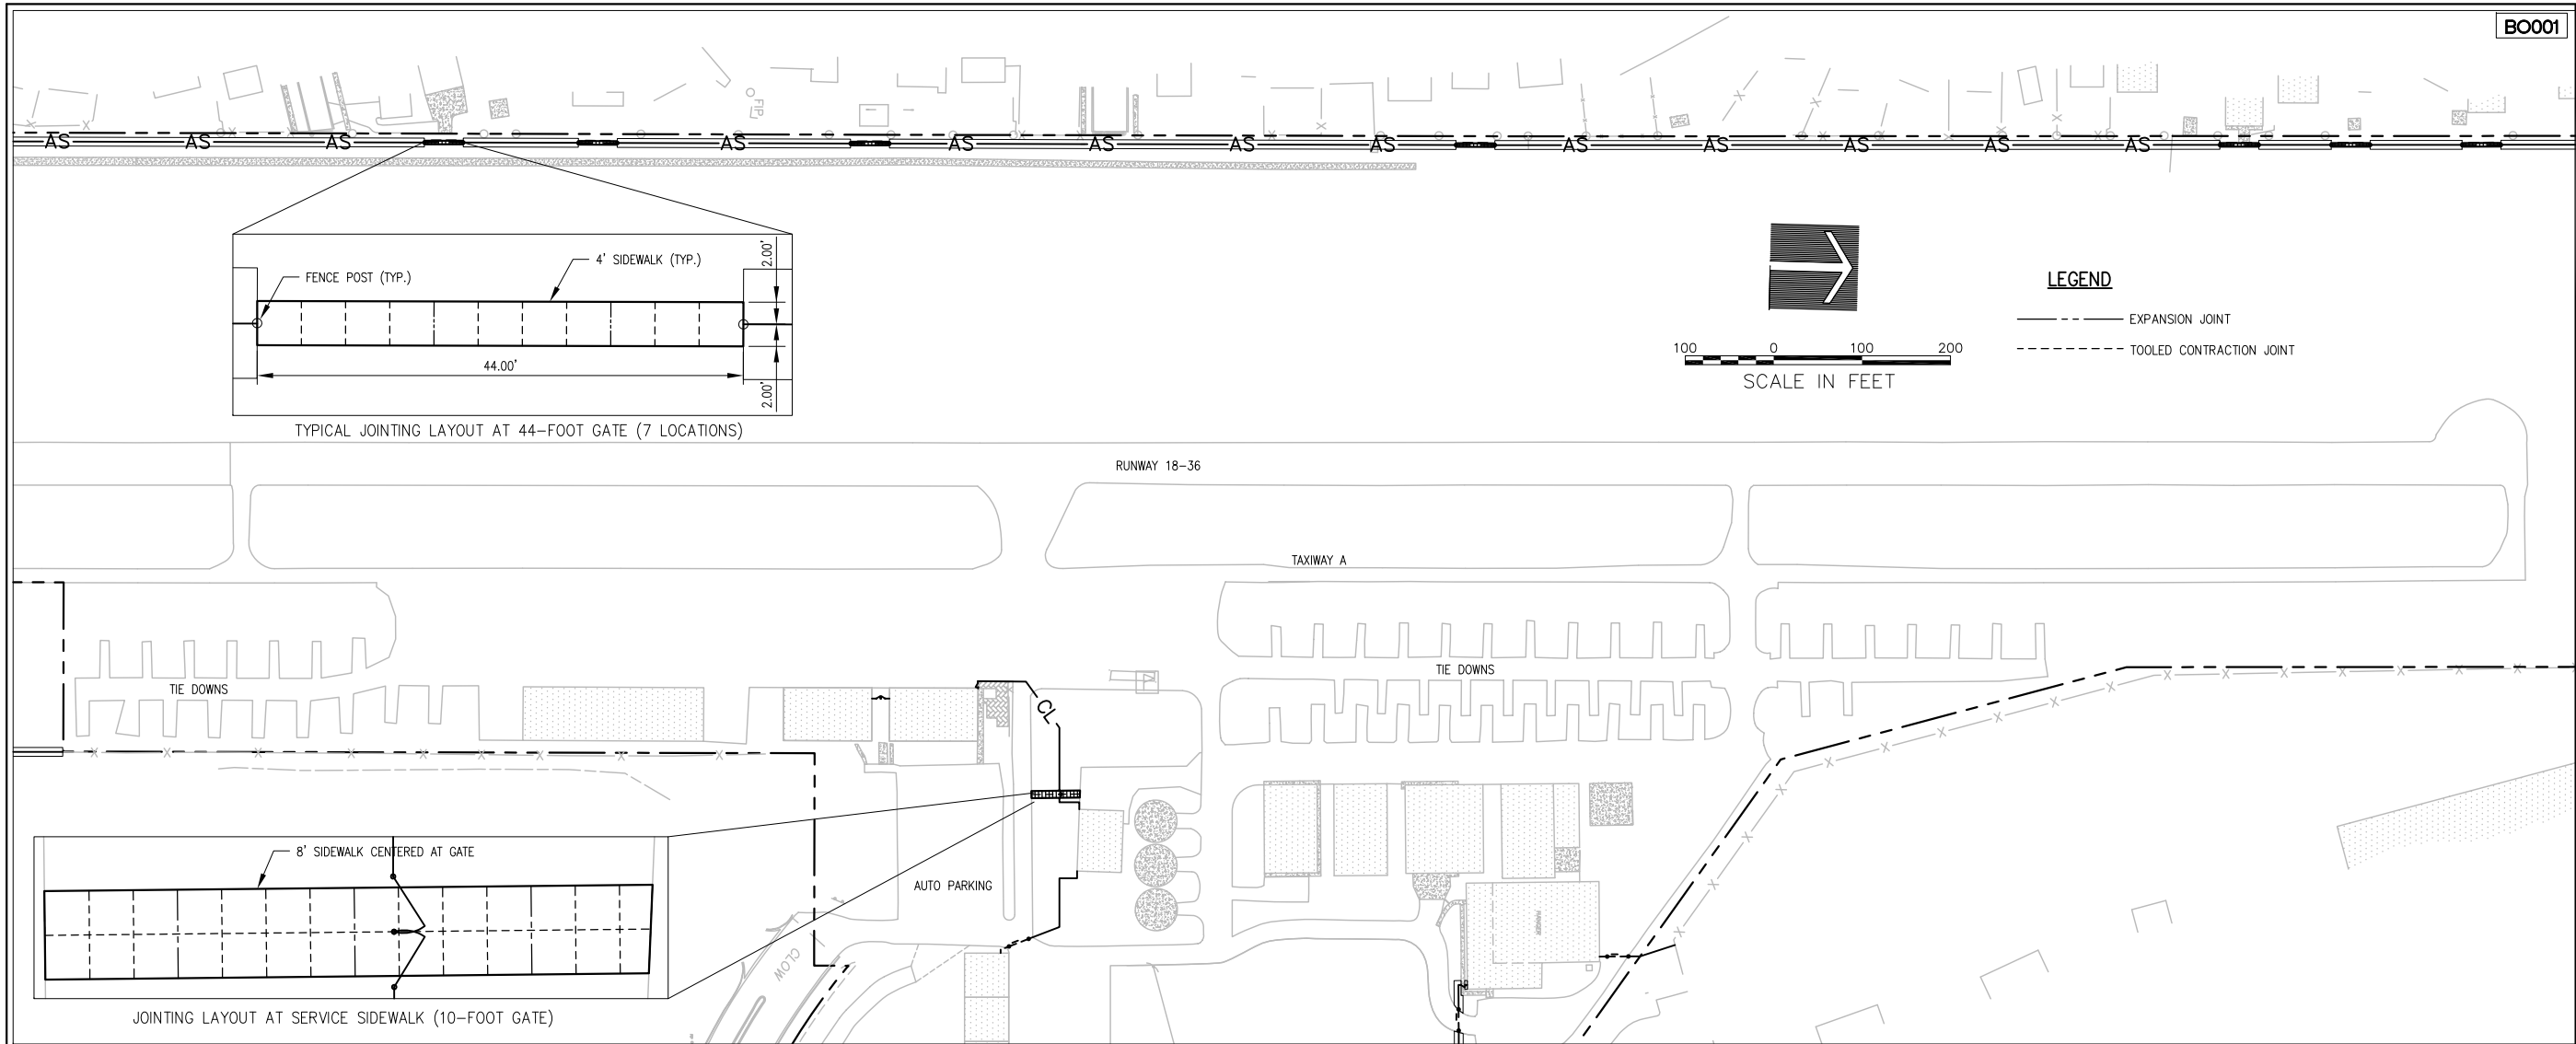 BO001
FIP
AS AS AS AS AS AS AS AS AS AS AS AS AS
FENCE POST (TYP.)
4' SIDEWALK (TYP.)
2.00'
44.00'
2.00'
TYPICAL JOINTING LAYOUT AT 44-FOOT GATE (7 LOCATIONS)
LEGEND
EXPANSION JOINT
TOOLED CONTRACTION JOINT
100 0 100 200
SCALE IN FEET
RUNWAY 18-36
TAXIWAY A
TIE DOWNS
TIE DOWNS
CL
8' SIDEWALK CENTERED AT GATE
AUTO PARKING
CLOW
HANGER
JOINTING LAYOUT AT SERVICE SIDEWALK (10-FOOT GATE)